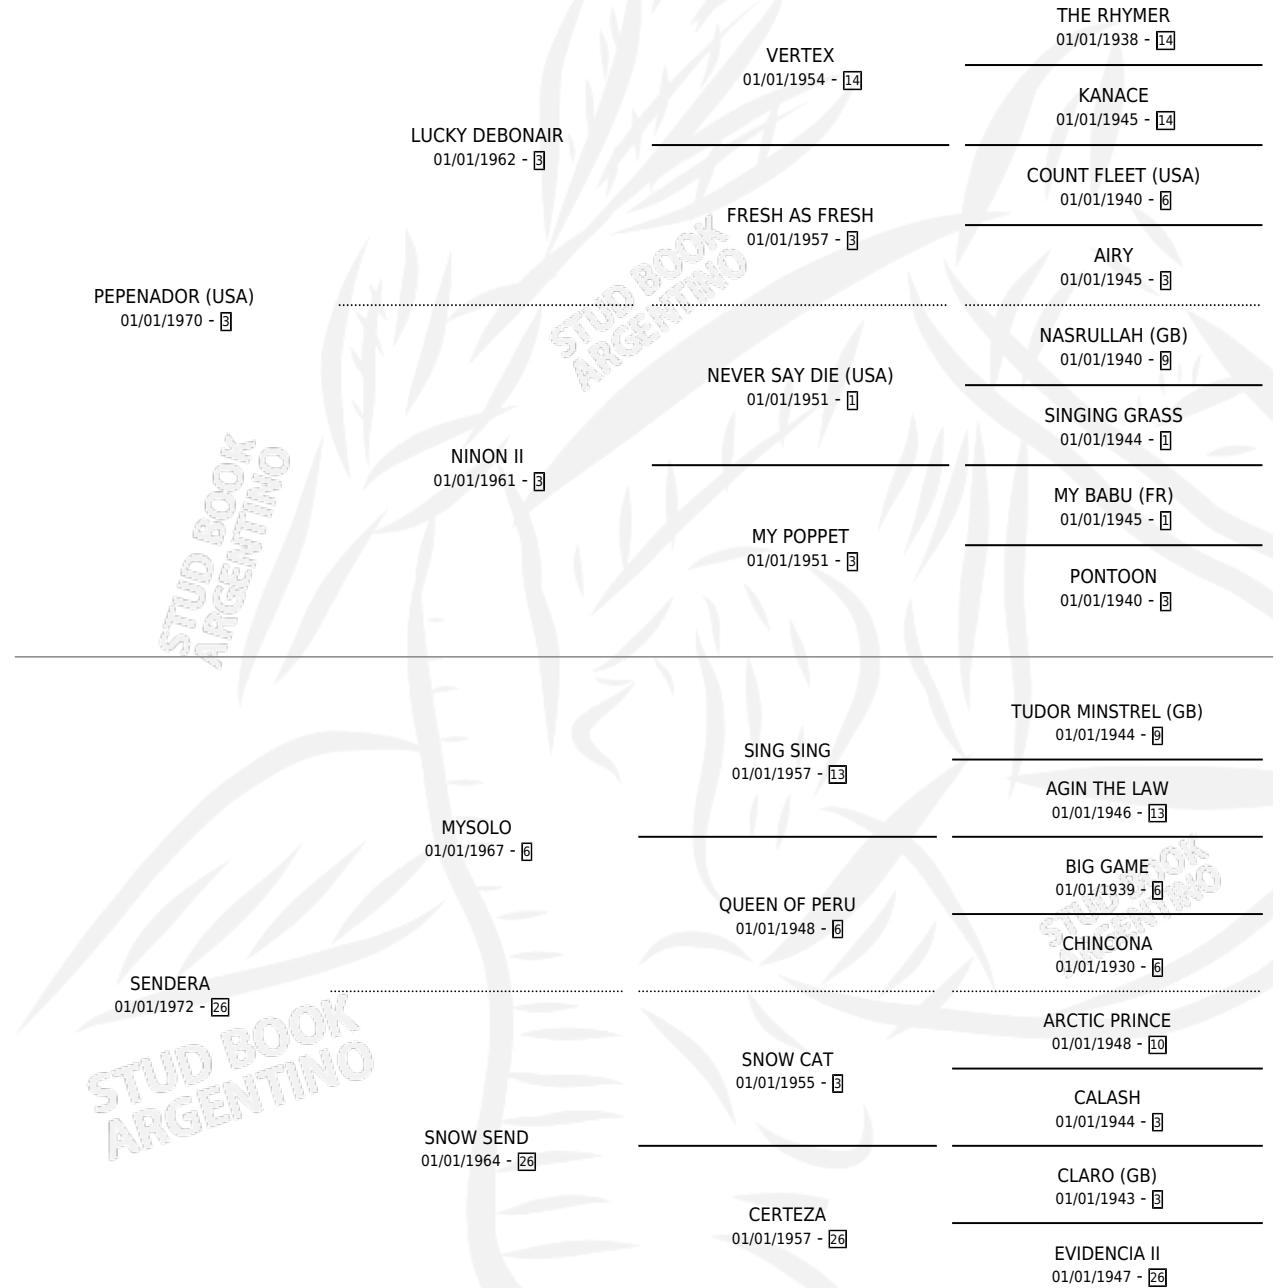 THE RHYMER
01/01/1938 - 14
VERTEX
01/01/1954 - 14
KANACE
01/01/1945 - 14
LUCKY DEBONAIR
01/01/1962 - 3
COUNT FLEET (USA)
01/01/1940 - 6
FRESH AS FRESH
01/01/1957 - 3
AIRY
01/01/1945 - 3
PEPENADOR (USA)
01/01/1970 - 3
NASRULLAH (GB)
01/01/1940 - 9
NEVER SAY DIE (USA)
01/01/1951 - 1
SINGING GRASS
01/01/1944 - 1
NINON II
01/01/1961 - 3
MY BABU (FR)
01/01/1945 - 1
MY POPPET
01/01/1951 - 3
PONTOON
01/01/1940 - 3
TUDOR MINSTREL (GB)
01/01/1944 - 9
SING SING
01/01/1957 - 13
AGIN THE LAW
01/01/1946 - 13
MYSOLO
01/01/1967 - 6
BIG GAME
01/01/1939 - 6
QUEEN OF PERU
01/01/1948 - 6
CHINCONA
01/01/1930 - 6
SENDERA
01/01/1972 - 26
ARCTIC PRINCE
01/01/1948 - 10
SNOW CAT
01/01/1955 - 3
CALASH
01/01/1944 - 3
SNOW SEND
01/01/1964 - 26
CLARO (GB)
01/01/1943 - 3
CERTEZA
01/01/1957 - 26
EVIDENCIA II
01/01/1947 - 26
STUD BOOK
ARGENTINO
STUD BOOK
ARGENTINO
STUD BOOK
ARGENTINO
STUD BOOK
ARGENTINO